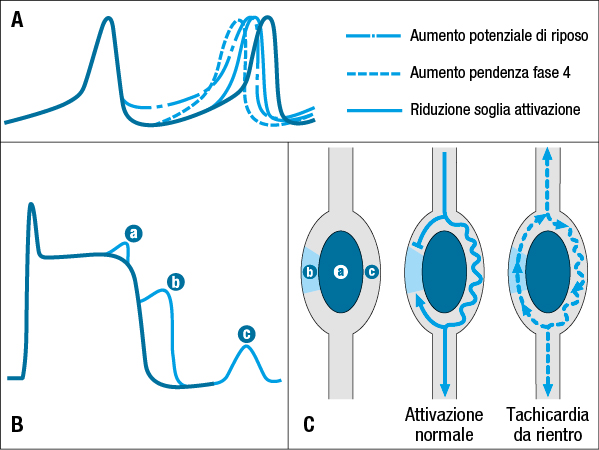 A
Aumento potenziale di riposo
Aumento pendenza fase 4
Riduzione soglia attivazione
a
b
c
B
b
a
c
C
Attivazione
normale
Tachicardia
da rientro